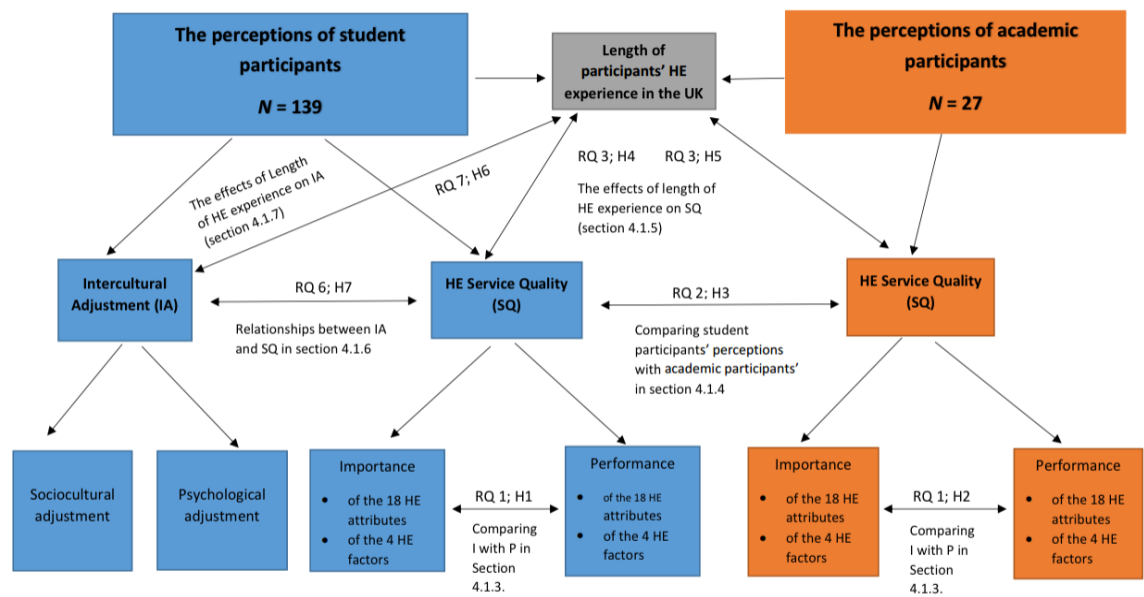 The perceptions of student
participants
N = 139
Length of
participants' HE
experience in the UK
The perceptions of academic
participants
N = 27
The effects of Length
of HE experience on IA
(section 4.1.7)
RQ 7; H6
RQ 3; H4
RQ 3; H5
The effects of length of
HE experience on SQ
(section 4.1.5)
Intercultural
Adjustment (IA)
RQ 6; H7
Relationships between IA
and SQ in section 4.1.6
HE Service Quality
(SQ)
RQ 2; H3
Comparing student
participants' perceptions
with academic participants'
in section 4.1.4
HE Service Quality
(SQ)
Sociocultural
adjustment
Psychological
adjustment
Importance
• of the 18 HE
attributes
• of the 4 HE
factors
RQ 1; H1
Comparing
I with P in
Section
4.1.3.
Performance
• of the 18 HE
attributes
• of the 4 HE
factors
Importance
• of the 18 HE
attributes
• of the 4 HE
factors
RQ 1; H2
Comparing
I with P in
Section
4.1.3.
Performance
• of the 18 HE
attributes
• of the 4 HE
factors